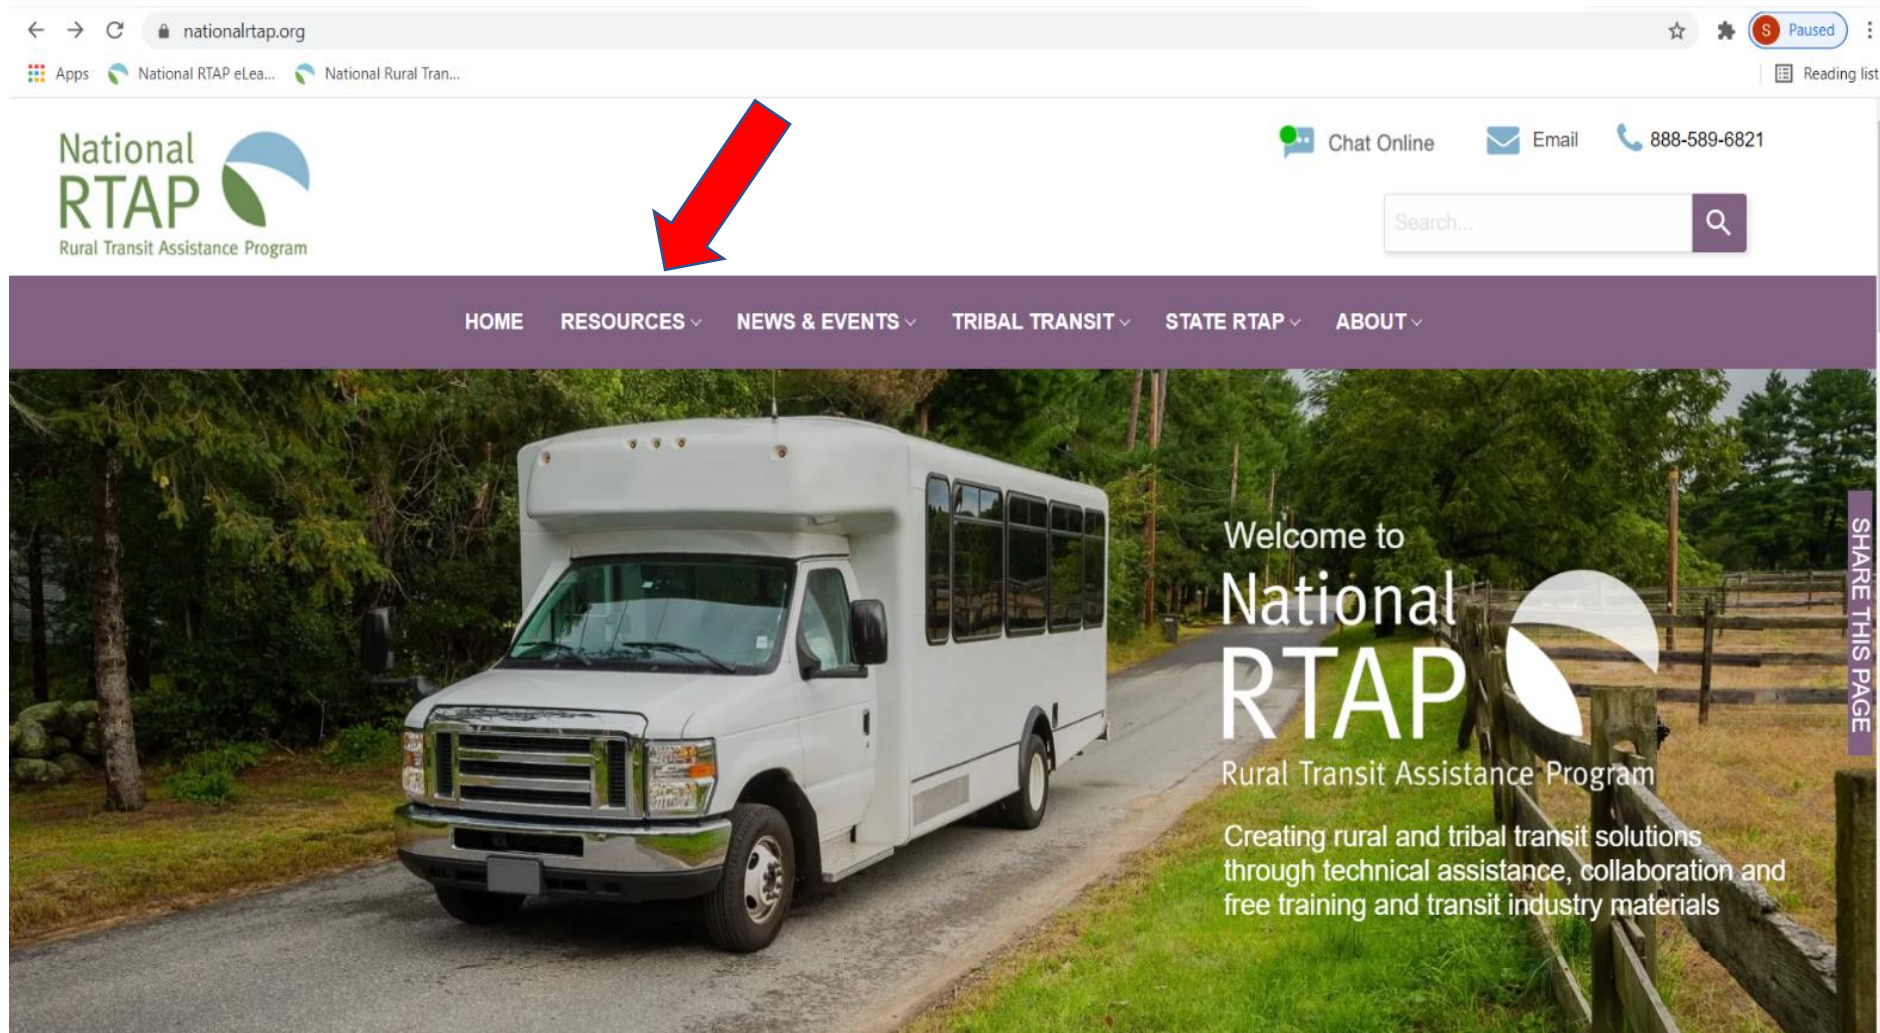 nationalrtap.org
S Paused
Apps National RTAP eLea... National Rural Tran... Reading list
National
RTAP
Rural Transit Assistance Program
Chat Online Email 888-589-6821
Search...
HOME RESOURCES NEWS & EVENTS TRIBAL TRANSIT STATE RTAP ABOUT
Welcome to
National
RTAP
Rural Transit Assistance Program
Creating rural and tribal transit solutions
through technical assistance, collaboration and
free training and transit industry materials
SHARE THIS PAGE